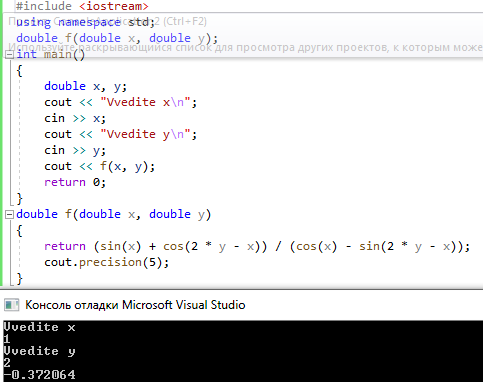 #include <iostream>
using namespace std;
double f(double x, double y);
int main()
{
double x, y;
cout << "Vvedite x\n";
cin >> x;
cout << "Vvedite y\n";
cin >> y;
cout << f(x, y);
return 0;
}
double f(double x, double y)
{
return (sin(x) + cos(2 * y - x)) / (cos(x) - sin(2 * y - x));
cout.precision(5);
}
(Ctrl+F2)
Используйте раскрывающийся список для просмотра других проектов, к которым може
Консоль отладки Microsoft Visual Studio
Vvedite x
1
Vvedite y
2
-0.372064